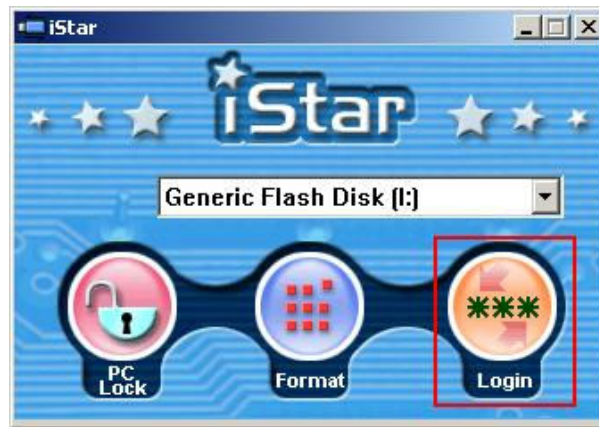 iStar
iStar
Generic Flash Disk (I:)
***
PC
Lock
Format
Login